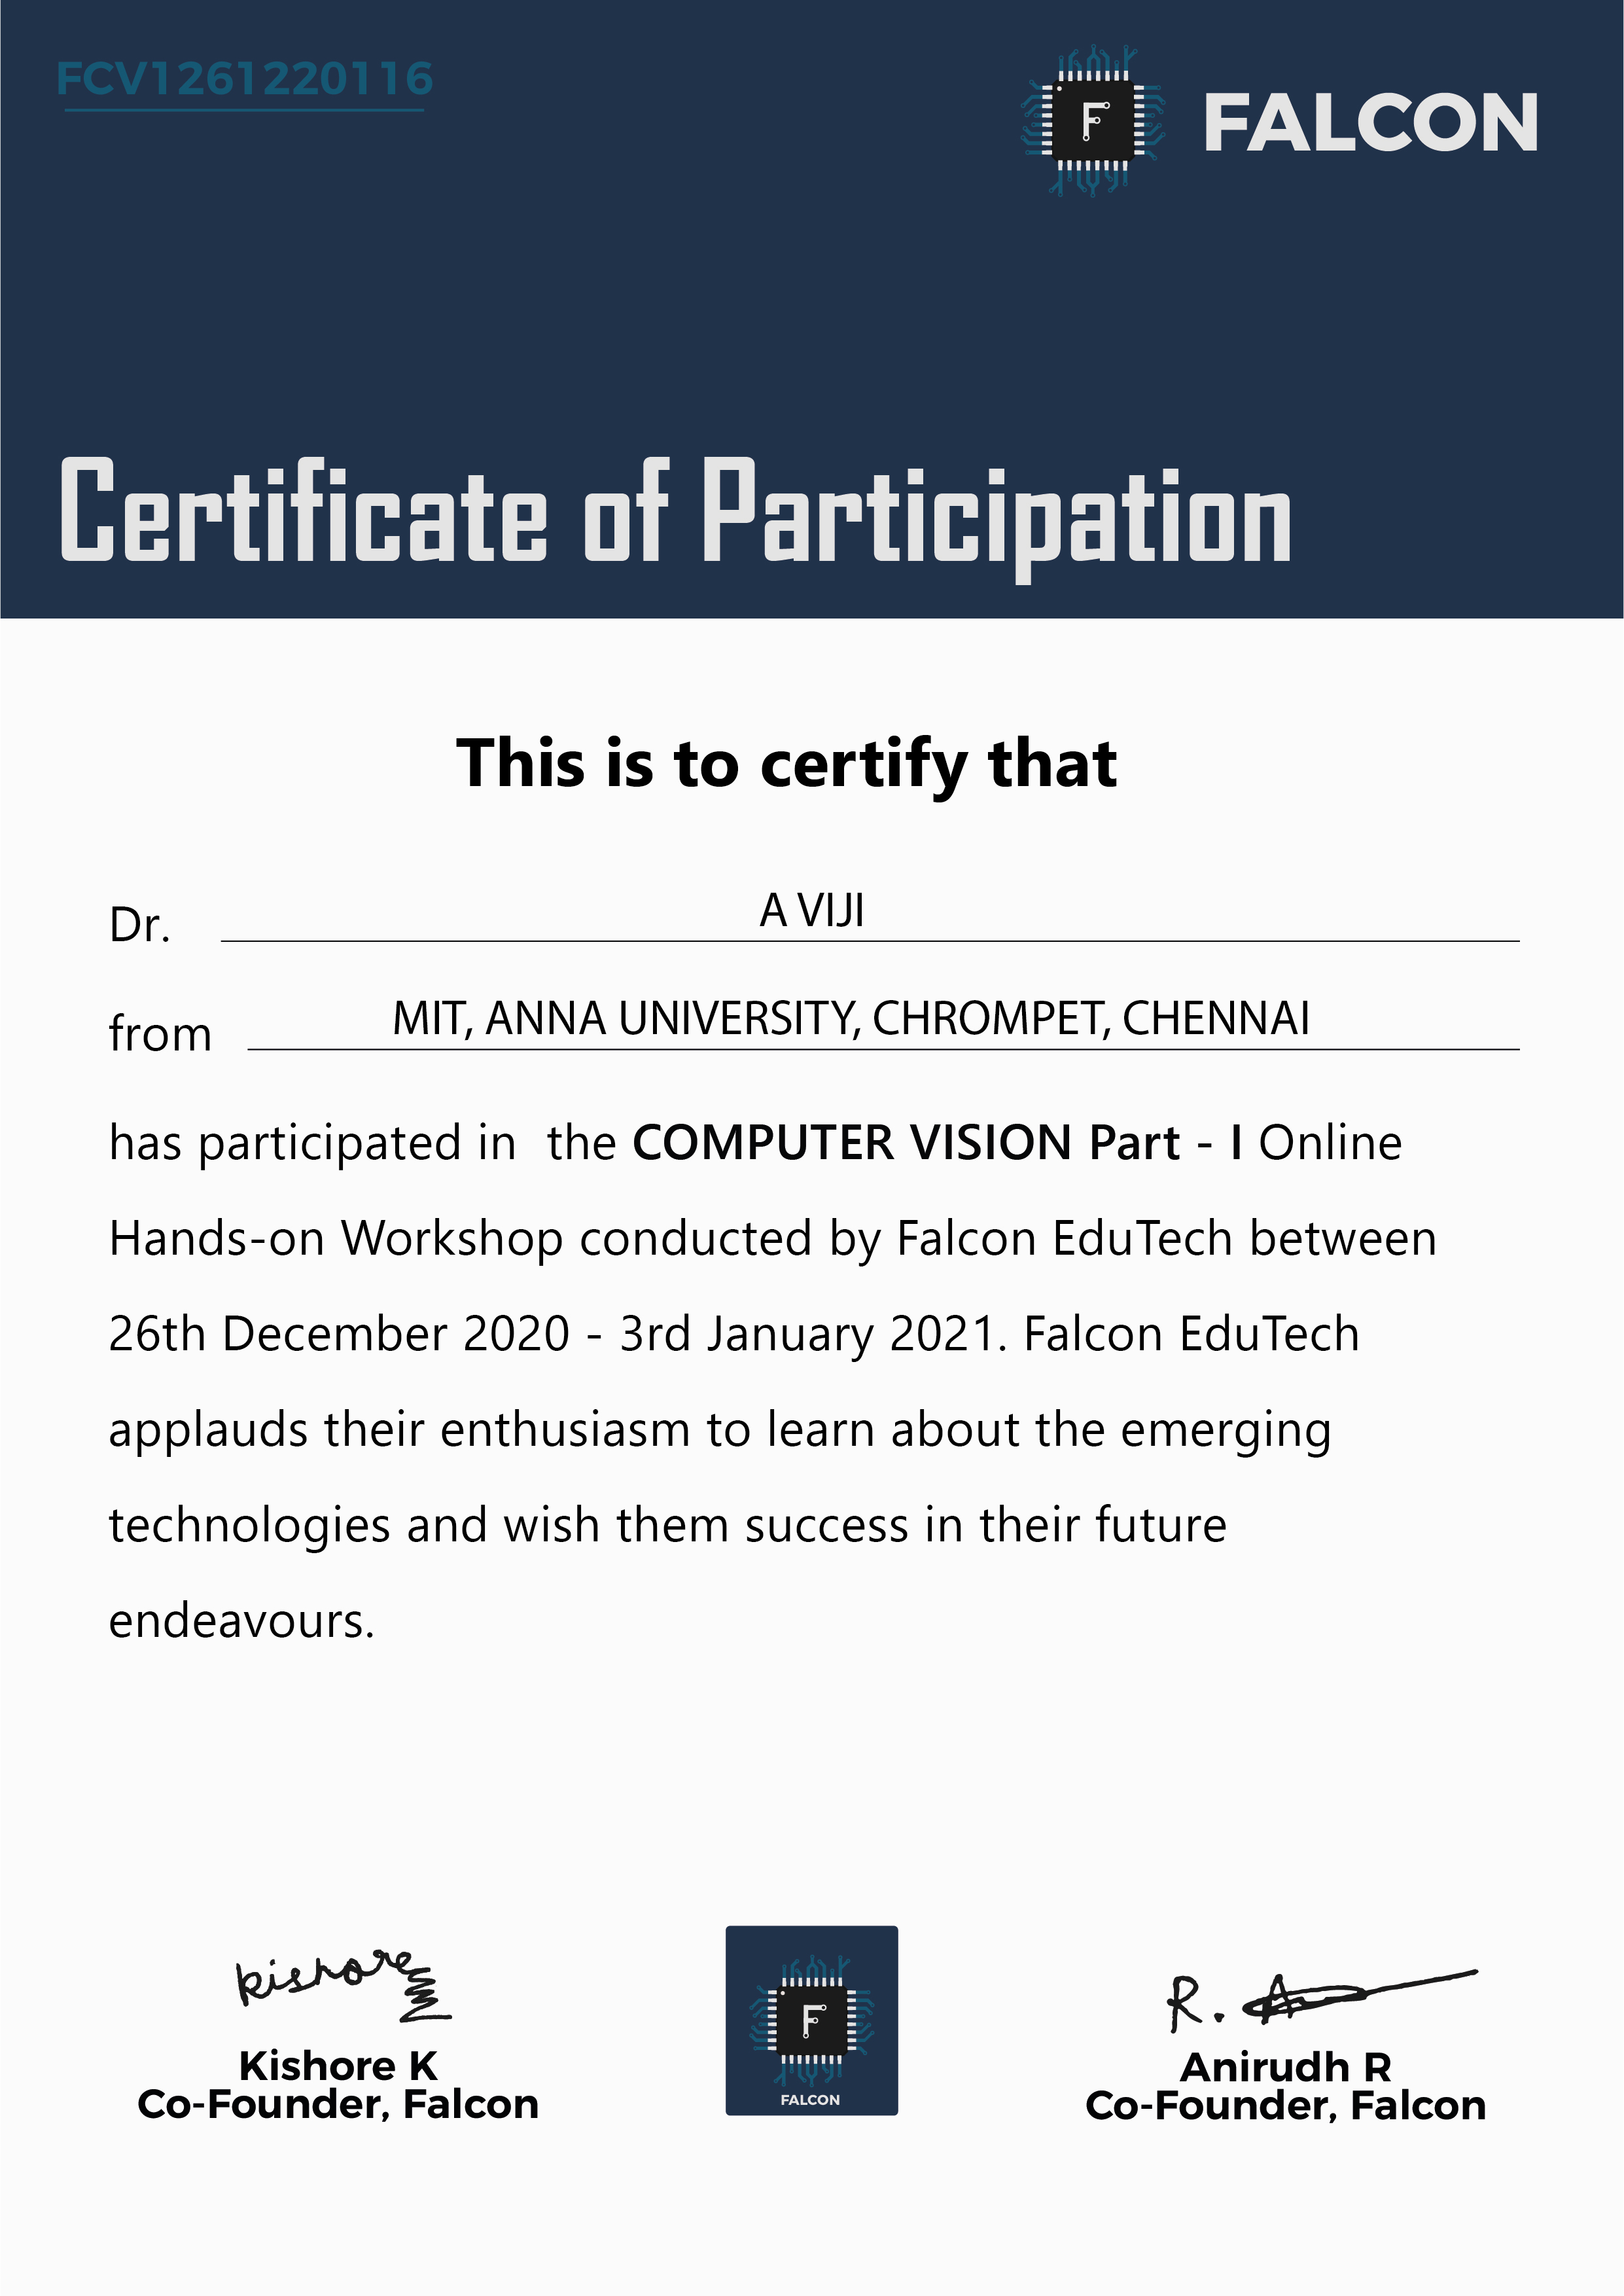 FCV1261220116
F
FALCON
Certificate of Participation
This is to certify that
Dr. A VIJI
from MIT, ANNA UNIVERSITY, CHROMPET, CHENNAI
has participated in  the COMPUTER VISION Part - I Online
Hands-on Workshop conducted by Falcon EduTech between
26th December 2020 - 3rd January 2021. Falcon EduTech
applauds their enthusiasm to learn about the emerging
technologies and wish them success in their future
endeavours.
kishore
Kishore K
Co-Founder, Falcon
F
FALCON
R. A
Anirudh R
Co-Founder, Falcon